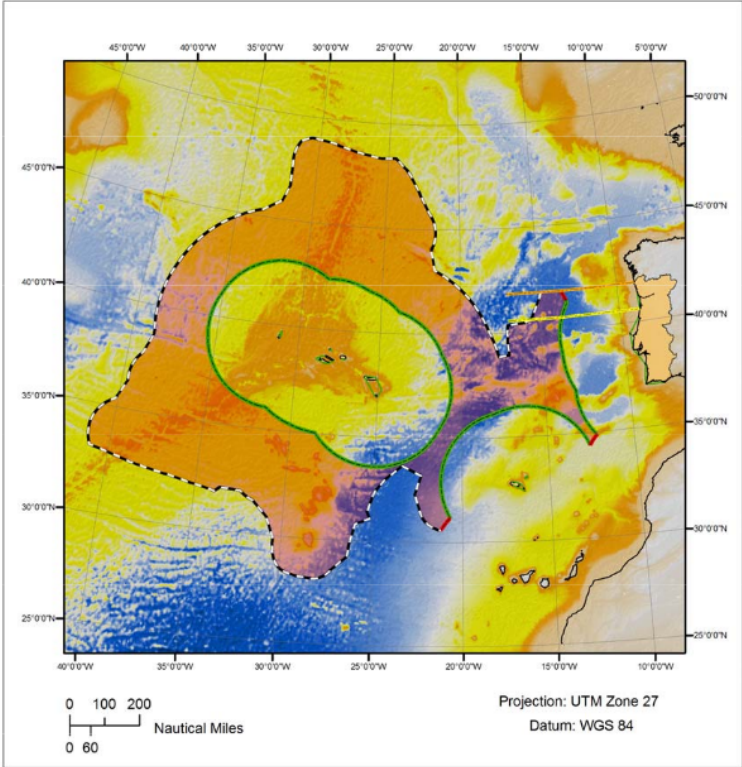 45°0'0"W 40°0'0"W 35°0'0"W 30°0'0"W 25°0'0"W 20°0'0"W 15°0'0"W 10°0'0"W 5°0'0"W
50°0'0"N
45°0'0"N
45°0'0"N
40°0'0"N
40°0'0"N
35°0'0"N
35°0'0"N
30°0'0"N
30°0'0"N
25°0'0"N
25°0'0"N
40°0'0"W 35°0'0"W 30°0'0"W 25°0'0"W 20°0'0"W 15°0'0"W 10°0'0"W
0 100 200
Nautical Miles
0 60
Projection: UTM Zone 27
Datum: WGS 84